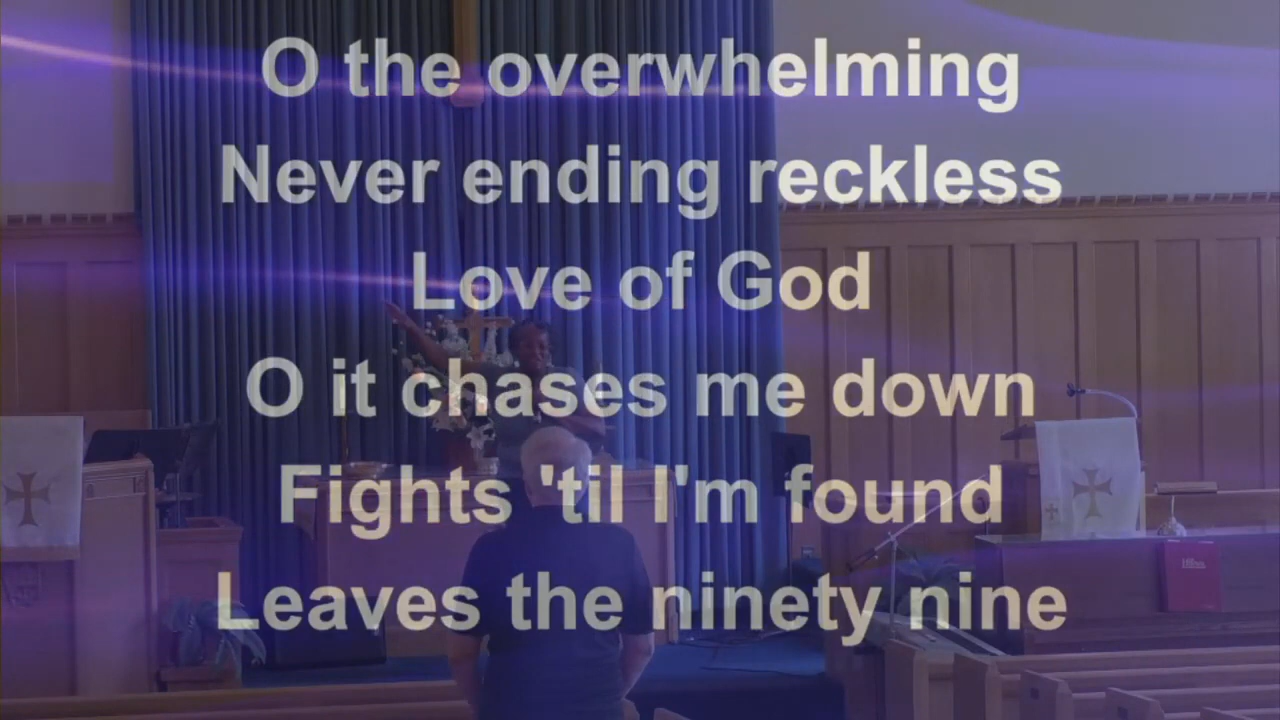 O the overwhelming
Never ending reckless
Love of God
O it chases me down
Fights 'til I'm found
Leaves the ninety nine